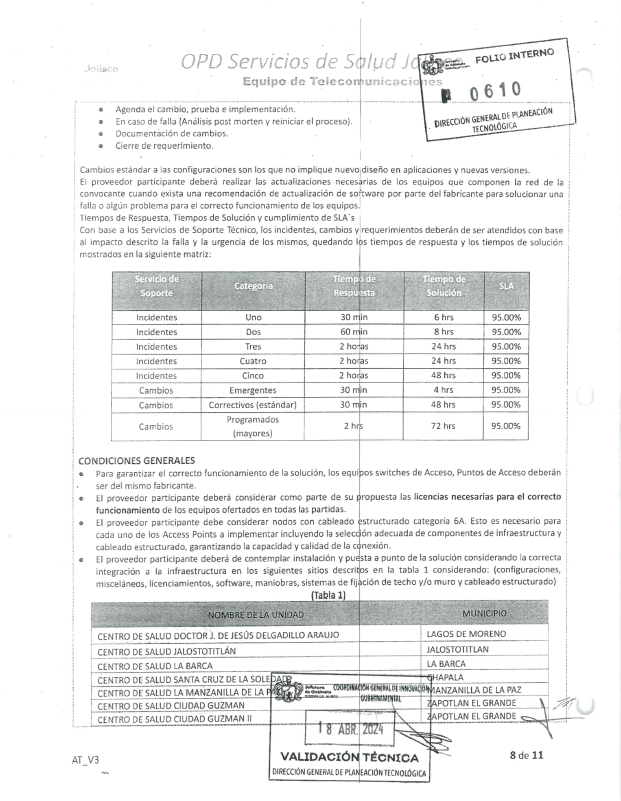 Jalisco
OPD Servicios de Salud
Equipo de Telecomunicaciones
FOLIO INTERNO
0610
DIRECCIÓN GENERAL DE PLANEACIÓN
TECNOLÓGICA
• Agenda el cambio, prueba e implementación.
• En caso de falla (Análisis post morten y reiniciar el proceso).
• Documentación de cambios.
• Cierre de requerimiento.
Cambios estándar a las configuraciones son los que no implique nuevo diseño en aplicaciones y nuevas versiones.
El proveedor participante deberá realizar las actualizaciones necesarias de los equipos que componen la red de la
convocante cuando exista una recomendación de actualización de software por parte del fabricante para solucionar una
falla o algún problema para el correcto funcionamiento de los equipos.
Tiempos de Respuesta, Tiempos de Solución y cumplimiento de SLA´s
Con base a los Servicios de Soporte Técnico, los incidentes, cambios y requerimientos deberán de ser atendidos con base
al impacto descrito la falla y la urgencia de los mismos, quedando los tiempos de respuesta y los tiempos de solución
mostrados en la siguiente matriz:
Servicio de Soporte Categoría Tiempo de Respuesta Tiempo de Solución SLA
Incidentes Uno 30 min 6 hrs 95.00%
Incidentes Dos 60 min 8 hrs 95.00%
Incidentes Tres 2 horas 24 hrs 95.00%
Incidentes Cuatro 2 horas 24 hrs 95.00%
Incidentes Cinco 2 horas 48 hrs 95.00%
Cambios Emergentes 30 min 4 hrs 95.00%
Cambios Correctivos (estándar) 30 min 48 hrs 95.00%
Cambios Programados (mayores) 2 hrs 72 hrs 95.00%
CONDICIONES GENERALES
• Para garantizar el correcto funcionamiento de la solución, los equipos switches de Acceso, Puntos de Acceso deberán
ser del mismo fabricante.
• El proveedor participante deberá considerar como parte de su propuesta las licencias necesarias para el correcto
funcionamiento de los equipos ofertados en todas las partidas.
• El proveedor participante debe considerar nodos con cableado estructurado categoría 6A. Esto es necesario para
cada uno de los Access Points a implementar incluyendo la selección adecuada de componentes de infraestructura y
cableado estructurado, garantizando la capacidad y calidad de la conexión.
• El proveedor participante deberá de contemplar instalación y puesta a punto de la solución considerando la correcta
integración a la infraestructura en los siguientes sitios descritos en la tabla 1 considerando: (configuraciones,
misceláneos, licenciamientos, software, maniobras, sistemas de fijación de techo y/o muro y cableado estructurado)
(Tabla 1)
NOMBRE DE LA UNIDAD MUNICIPIO
CENTRO DE SALUD DOCTOR J. DE JESÚS DELGADILLO ARAUJO LAGOS DE MORENO
CENTRO DE SALUD JALOSTOTITLÁN JALOSTOTITLAN
CENTRO DE SALUD LA BARCA LA BARCA
CENTRO DE SALUD SANTA CRUZ DE LA SOLEDAD CHAPALA
CENTRO DE SALUD LA MANZANILLA DE LA MANZANILLA DE LA PAZ
CENTRO DE SALUD CIUDAD GUZMAN ZAPOTLAN EL GRANDE
CENTRO DE SALUD CIUDAD GUZMAN II ZAPOTLAN EL GRANDE
Jefatura de Gabinete
COORDINACIÓN GENERAL DE INNOVACIÓN
GUBERNAMENTAL
18 ABR. 2024
VALIDACIÓN TÉCNICA
DIRECCIÓN GENERAL DE PLANEACIÓN TECNOLÓGICA
AT_V3
8 de 11